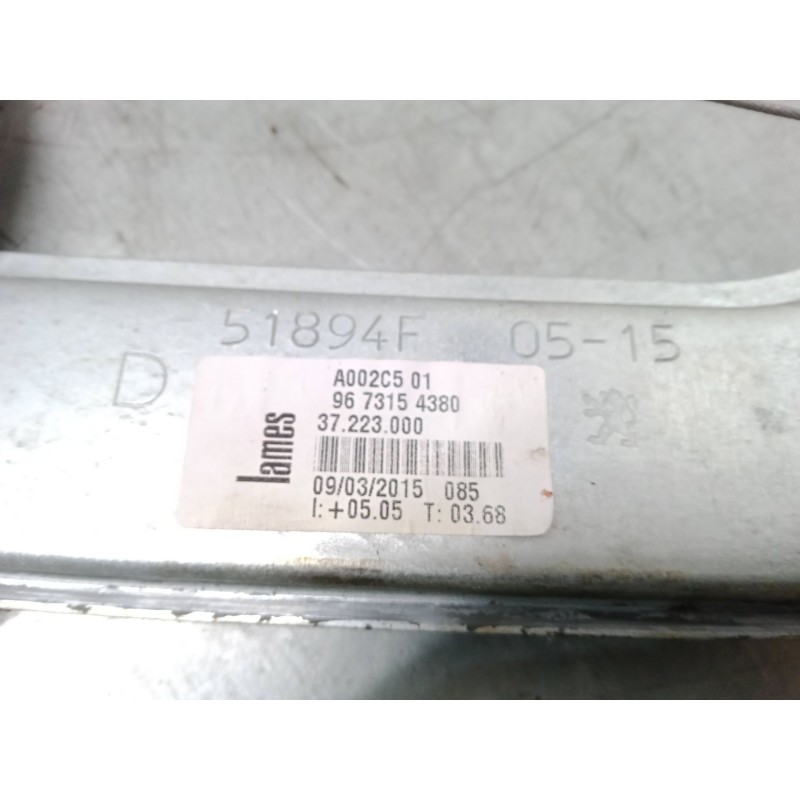 51894F 05-15
D
lames
A002C5 01
96 7315 4380
37.223.000
09/03/2015 085
I:+05.05 T: 03.68